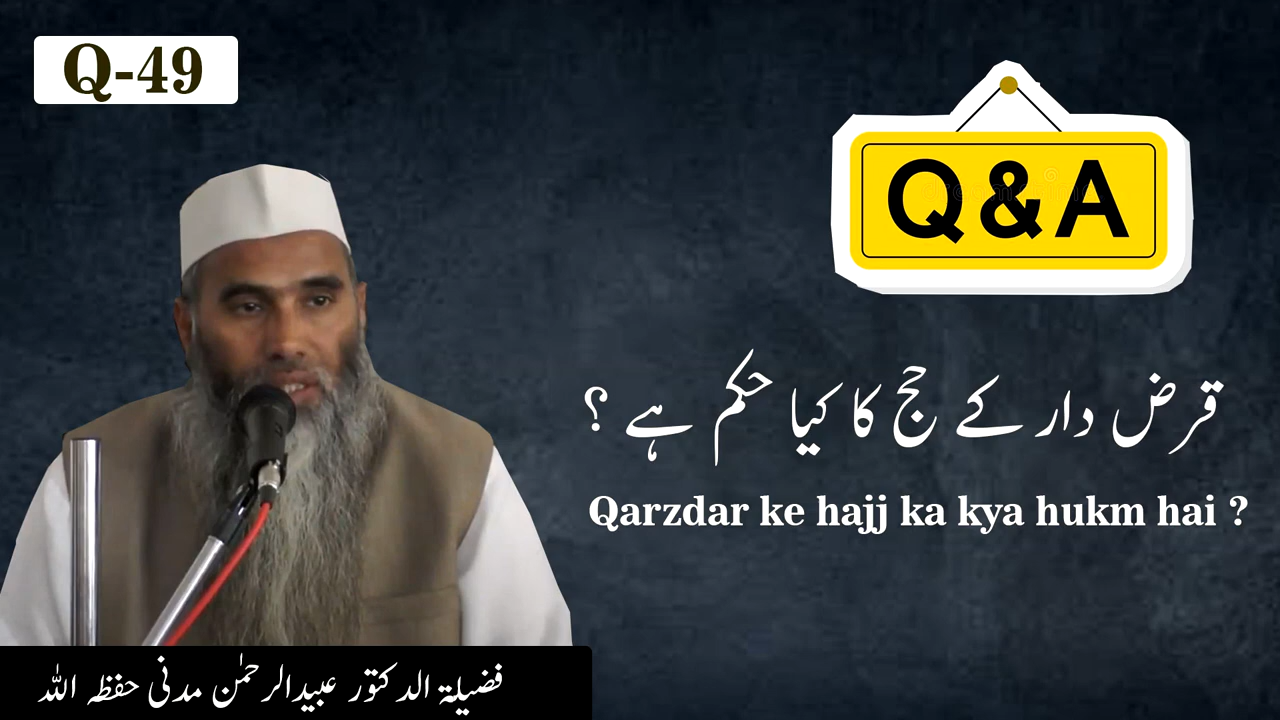 Q-49
Q&A
قرض دار کے حج کا کیا حکم ہے ؟
Qarzdar ke hajj ka kya hukm hai ?
فضیلۃ الدکتور عبیدالرحمٰن مدنی حفظہ اللہ